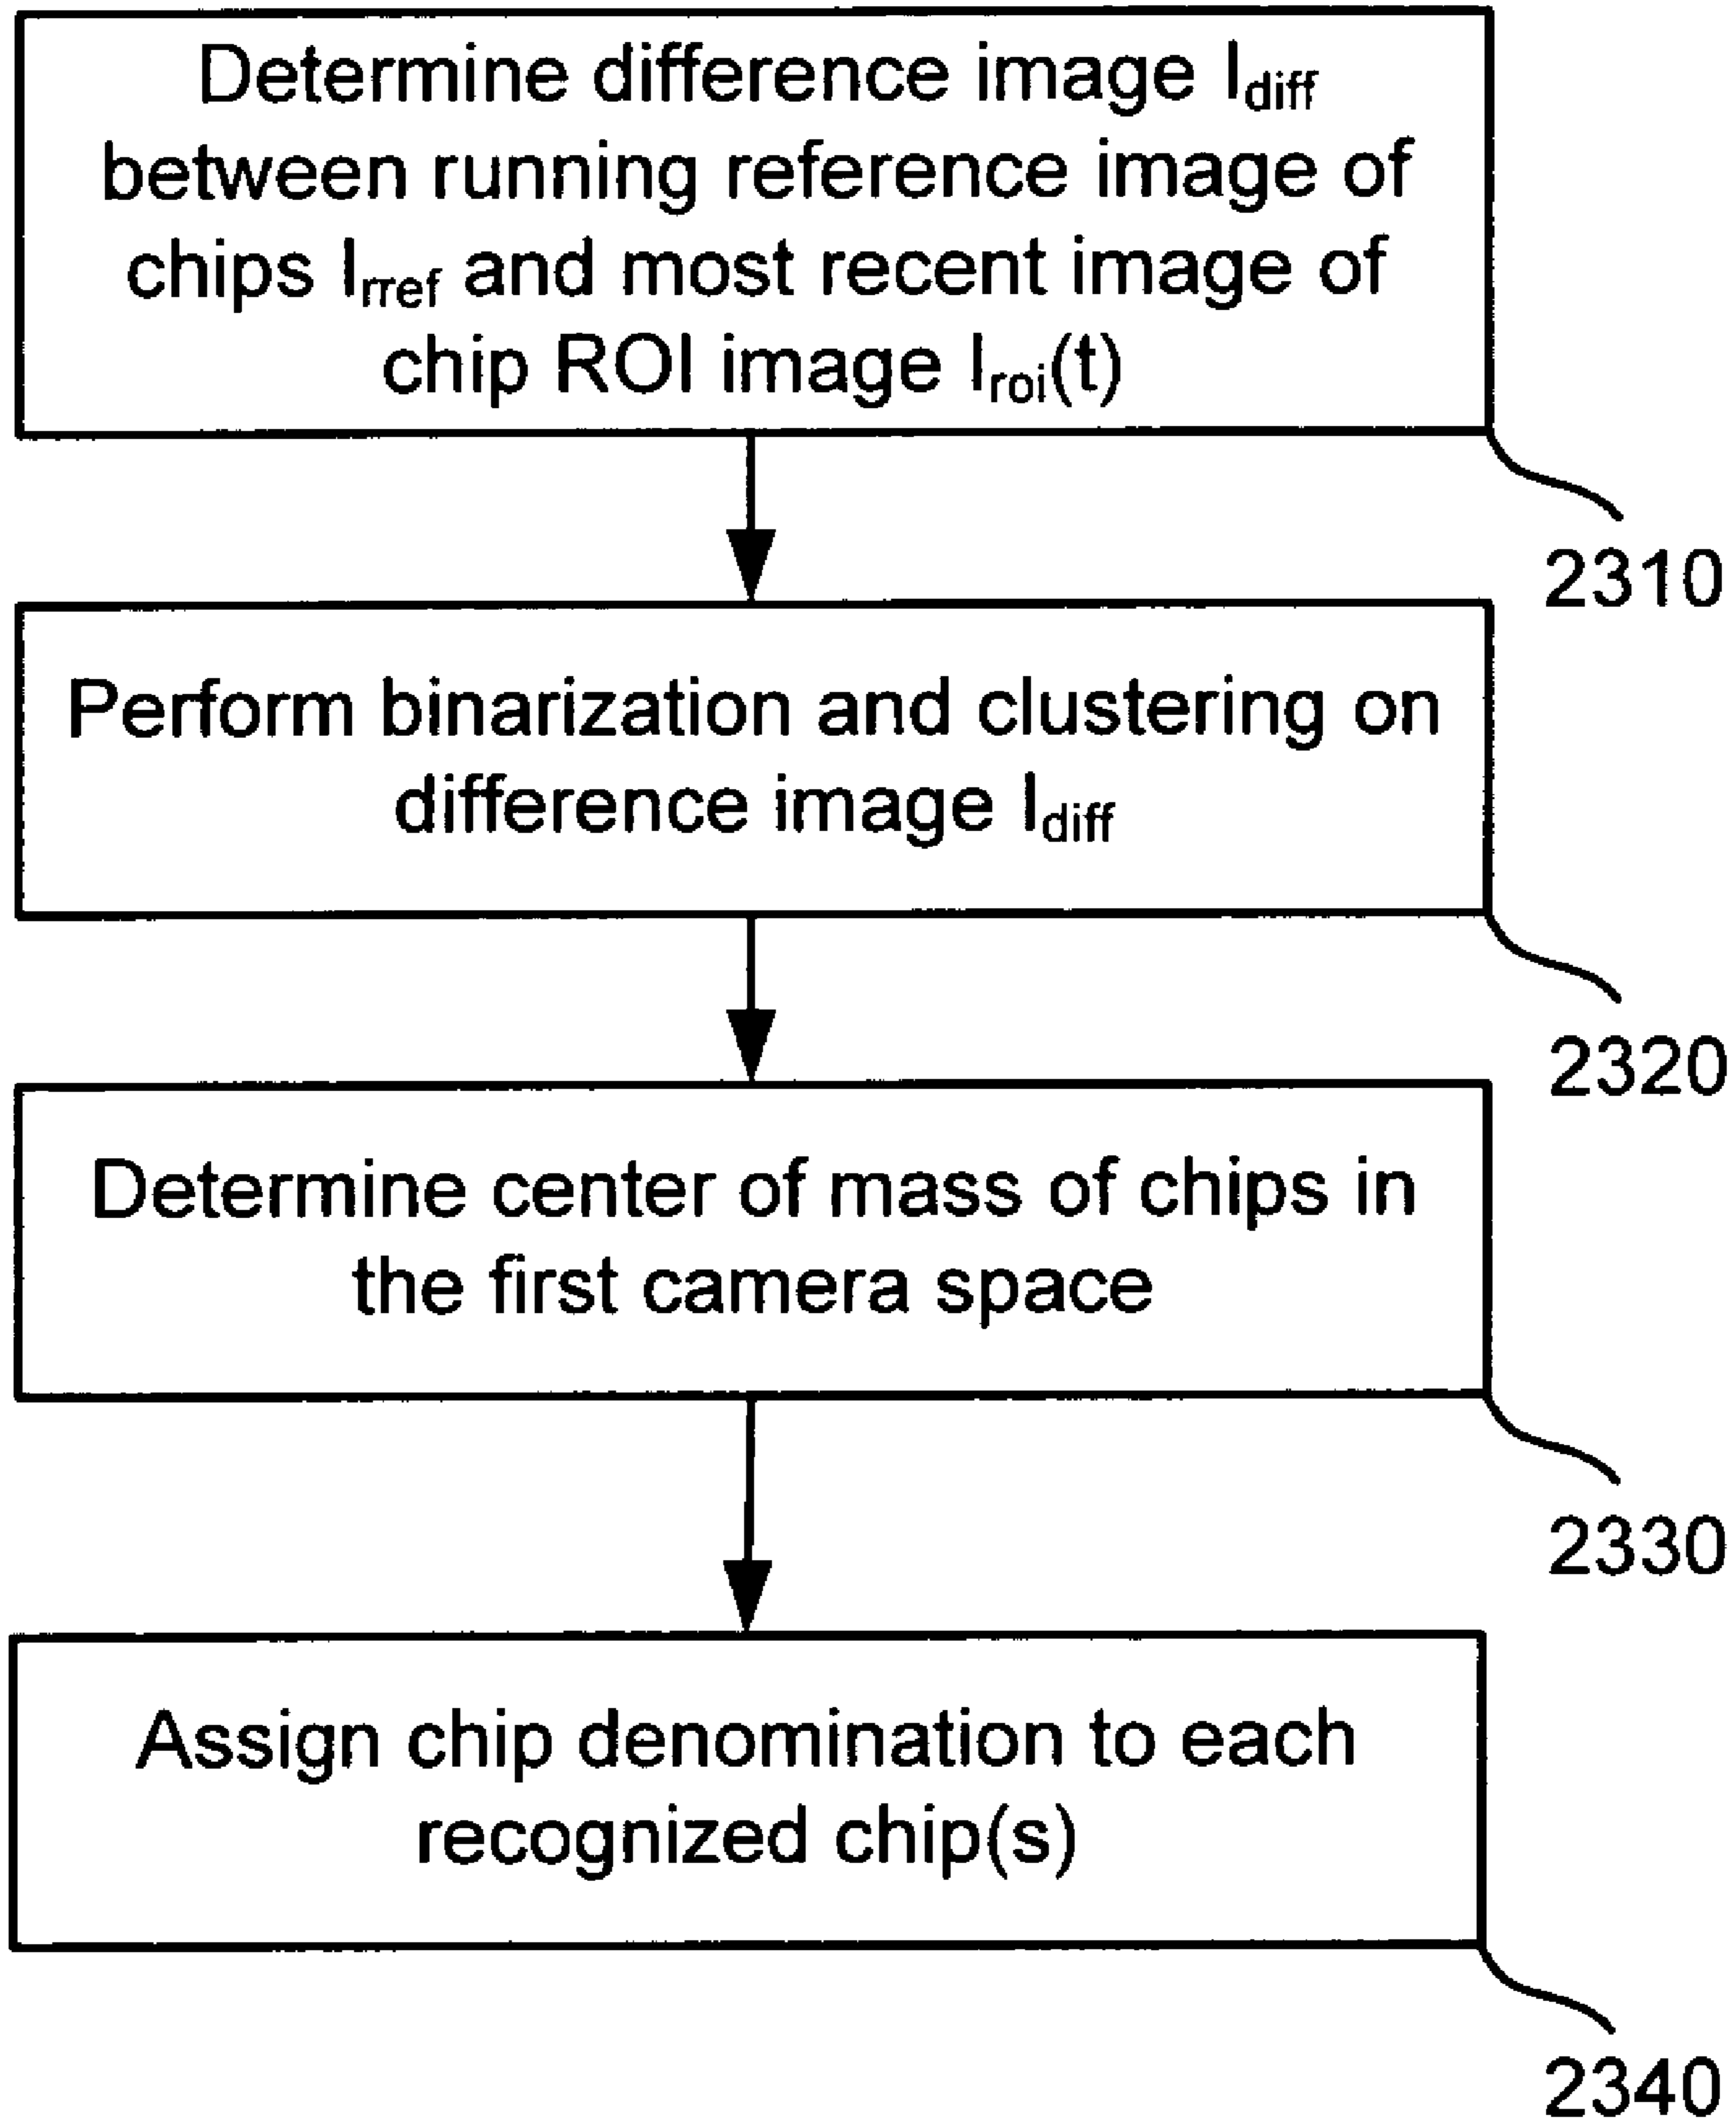 Determine difference image Idiff
between running reference image of
chips Irref and most recent image of
chip ROI image Iroi(t)
2310
Perform binarization and clustering on
difference image Idiff
2320
Determine center of mass of chips in
the first camera space
2330
Assign chip denomination to each
recognized chip(s)
2340